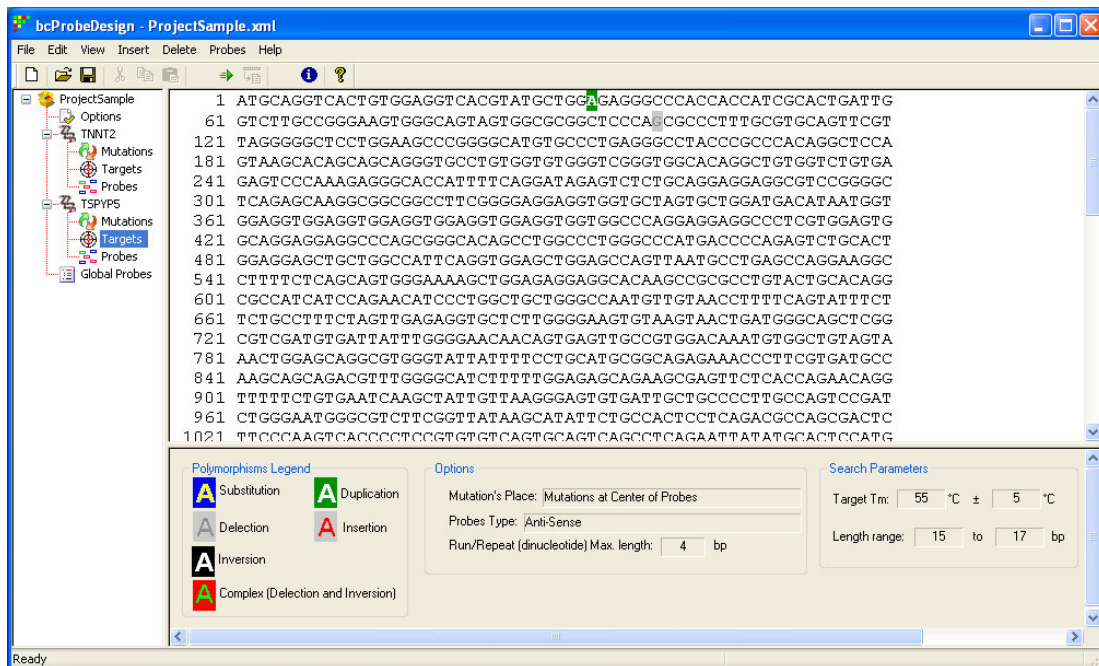 bcProbeDesign - ProjectSample.xml
File Edit View Insert Delete Probes Help
ProjectSample
Options
TNNT2
Mutations
Targets
Probes
TSPYP5
Mutations
Targets
Probes
Global Probes
1 ATGCAGGTCACTGTGGAGGTCACGTATGCTGGAGAGGGCCCACCACCATCGCACTGATTG
61 GTCTTGCCGGGAAGTGGGCAGTAGTGGCGCGGCTCCCAGCGCCCTTTGCGTGCAGTTCGT
121 TAGGGGGCTCCTGGAAGCCCGGGGCATGTGCCCTGAGGGCCTACCCGCCCACAGGCTCCA
181 GTAAGCACAGCAGCAGGGTGCCTGTGGTGTGGGTCGGGTGGCACAGGCTGTGGTCTGTGA
241 GAGTCCCAAAGAGGGCACCATTTTCAGGATAGAGTCTCTGCAGGAGGAGGCGTCCGGGGC
301 TCAGAGCAAGGCGGCGGCCTTCGGGGAGGAGGTGGTGCTAGTGCTGGATGACATAATGGT
361 GGAGGTGGAGGTGGAGGTGGAGGTGGAGGTGGTGGCCCAGGAGGAGGCCCTCGTGGAGTG
421 GCAGGAGGAGGCCCAGCGGGCACAGCCTGGCCCTGGGCCCATGACCCCAGAGTCTGCACT
481 GGAGGAGCTGCTGGCCATTCAGGTGGAGCTGGAGCCAGTTAATGCCTGAGCCAGGAAGGC
541 CTTTTCTCAGCAGTGGGAAAAGCTGGAGAGGAGGCACAAGCCGCGCCTGTACTGCACAGG
601 CGCCATCATCCAGAACATCCCTGGCTGCTGGGCCAATGTTGTAACCTTTTCAGTATTTCT
661 TCTGCCTTTCTAGTTGAGAGGTGCTCTTGGGGAAGTGTAAGTAACTGATGGGCAGCTCGG
721 CGTCGATGTGATTATTTGGGGAACAACAGTGAGTTGCCGTGGACAAATGTGGCTGTAGTA
781 AACTGGAGCAGGCGTGGGTATTATTTTCCTGCATGCGGCAGAGAAACCCTTCGTGATGCC
841 AAGCAGCAGACGTTTGGGGCATCTTTTTGGAGAGCAGAAGCGAGTTCTCACCAGAACAGG
901 TTTTTCTGTGAATCAAGCTATTGTTAAGGGAGTGTGATTGCTGCCCCTTGCCAGTCCGAT
961 CTGGGAATGGGCGTCTTCGGTTATAAGCATATTCTGCCACTCCTCAGACGCCAGCGACTC
1021 TTCCCAAGTCACCCCTCCGTGTGTCAGTGCAGTCAGCCTCAGAATTATATGCACTCCATG
Polymorphisms Legend
A Substitution
A Duplication
A Delection
A Insertion
A Inversion
A Complex (Delection and Inversion)
Options
Mutation's Place: Mutations at Center of Probes
Probes Type: Anti-Sense
Run/Repeat (dinucleotide) Max. length: 4 bp
Search Parameters
Target Tm: 55 °C ± 5 °C
Length range: 15 to 17 bp
Ready